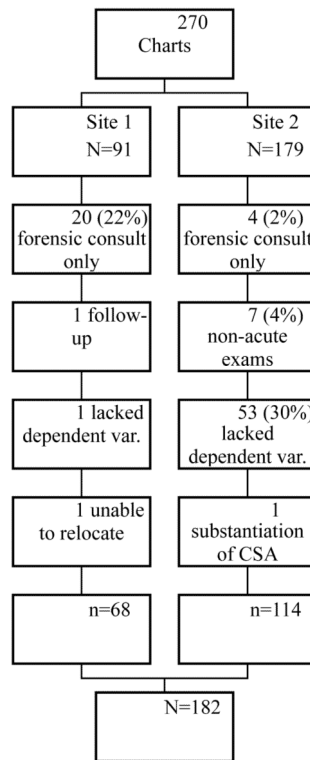 270
Charts
Site 1
N=91
Site 2
N=179
20 (22%)
forensic consult
only
4 (2%)
forensic consult
only
1 follow-
up
7 (4%)
non-acute
exams
1 lacked
dependent var.
53 (30%)
lacked
dependent var.
1 unable
to relocate
1
substantiation
of CSA
n=68
n=114
N=182